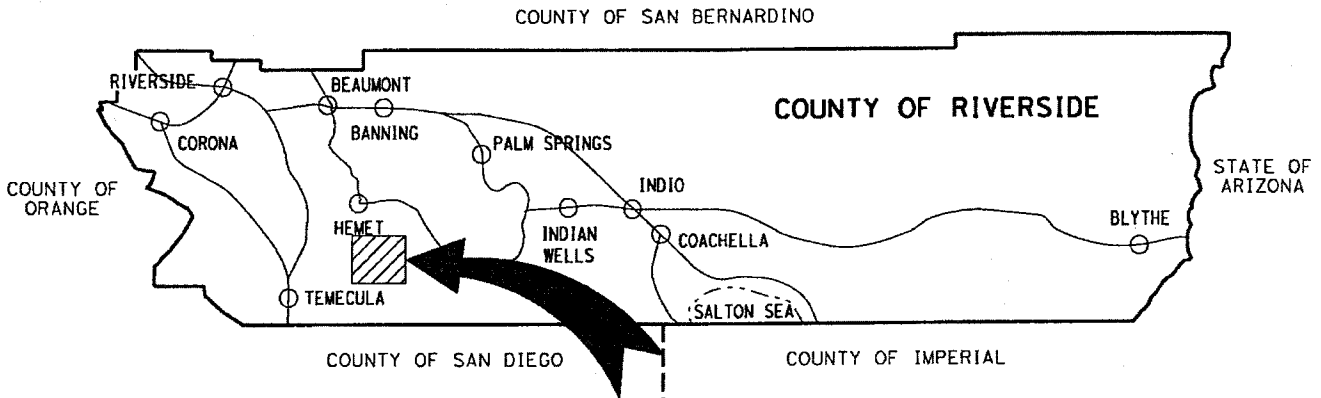 COUNTY OF SAN BERNARDINO
RIVERSIDE
BEAUMONT
COUNTY OF RIVERSIDE
BANNING
CORONA
PALM SPRINGS
COUNTY OF
ORANGE
STATE OF
ARIZONA
INDIO
HEMET
INDIAN
WELLS
COACHELLA
BLYTHE
TEMECULA
SALTON SEA
COUNTY OF SAN DIEGO
COUNTY OF IMPERIAL